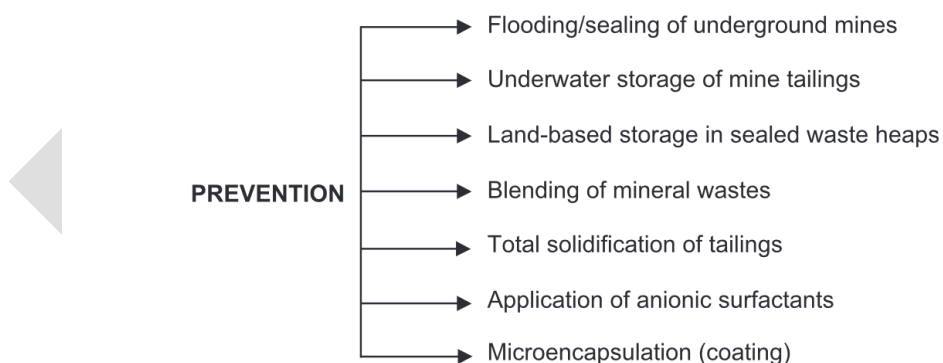 Flooding/sealing of underground mines
Underwater storage of mine tailings
Land-based storage in sealed waste heaps
PREVENTION
Blending of mineral wastes
Total solidification of tailings
Application of anionic surfactants
Microencapsulation (coating)